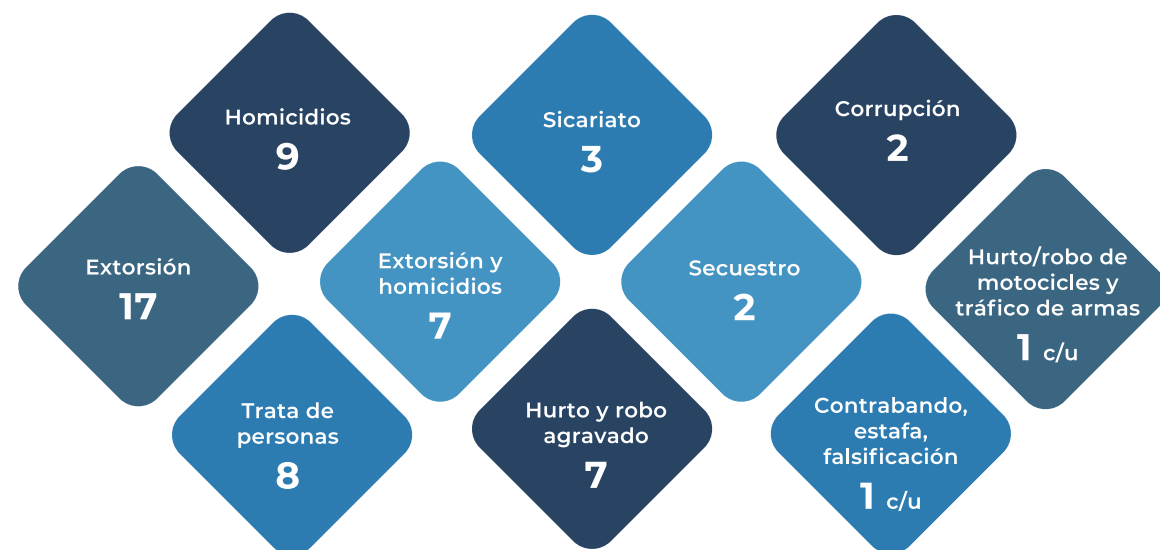 Homicidios
9
Sicariato
3
Corrupción
2
Extorsión
17
Extorsión y
homicidios
7
Secuestro
2
Hurto/robo de
motocicles y
tráfico de armas
1 c/u
Trata de
personas
8
Hurto y robo
agravado
7
Contrabando,
estafa,
falsificación
1 c/u